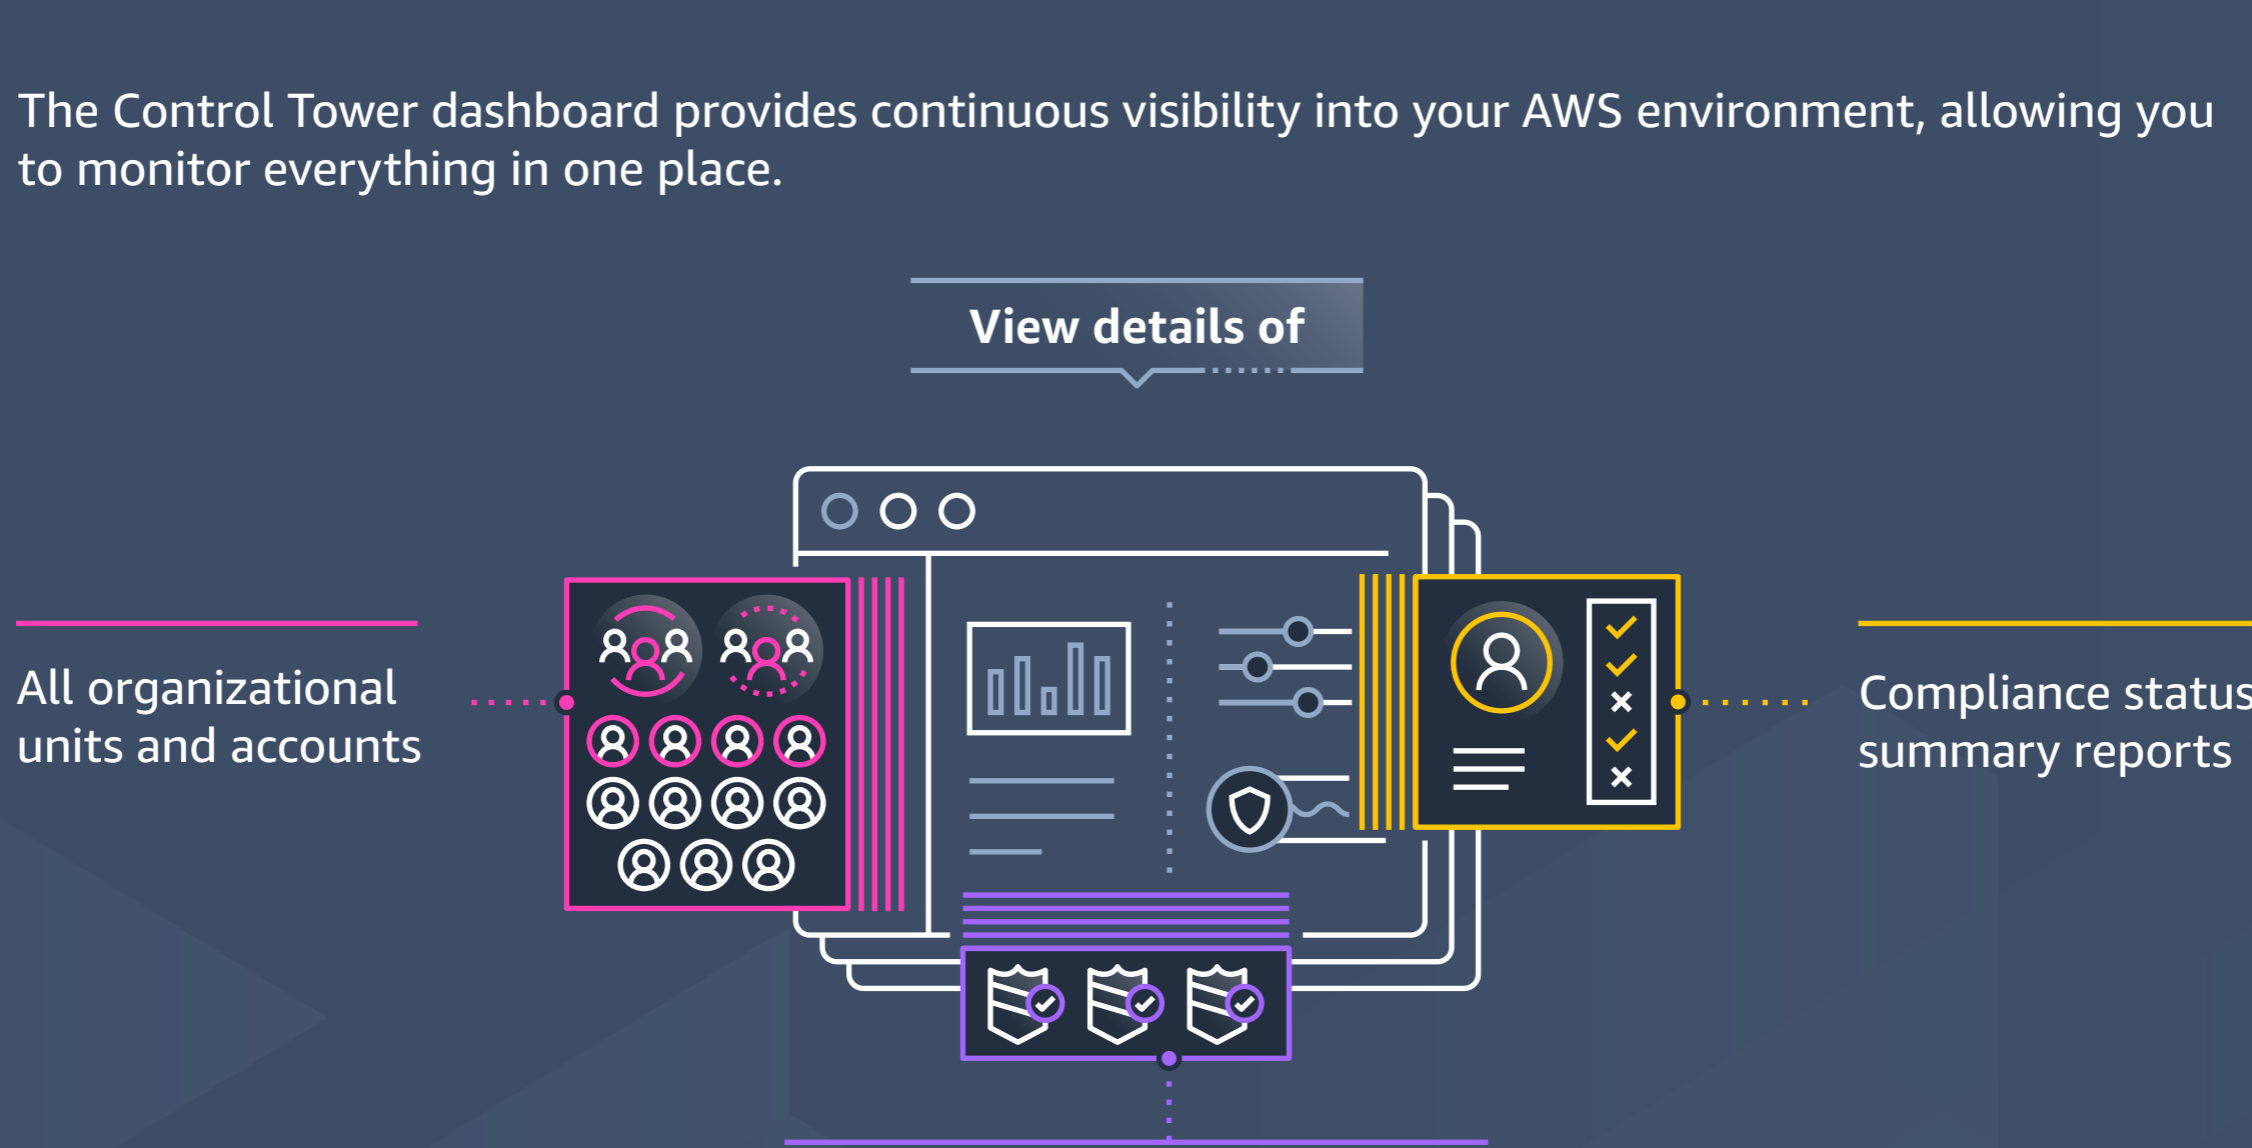 The Control Tower dashboard provides continuous visibility into your AWS environment, allowing you
to monitor everything in one place.
View details of
All organizational
units and accounts
Compliance status
summary reports